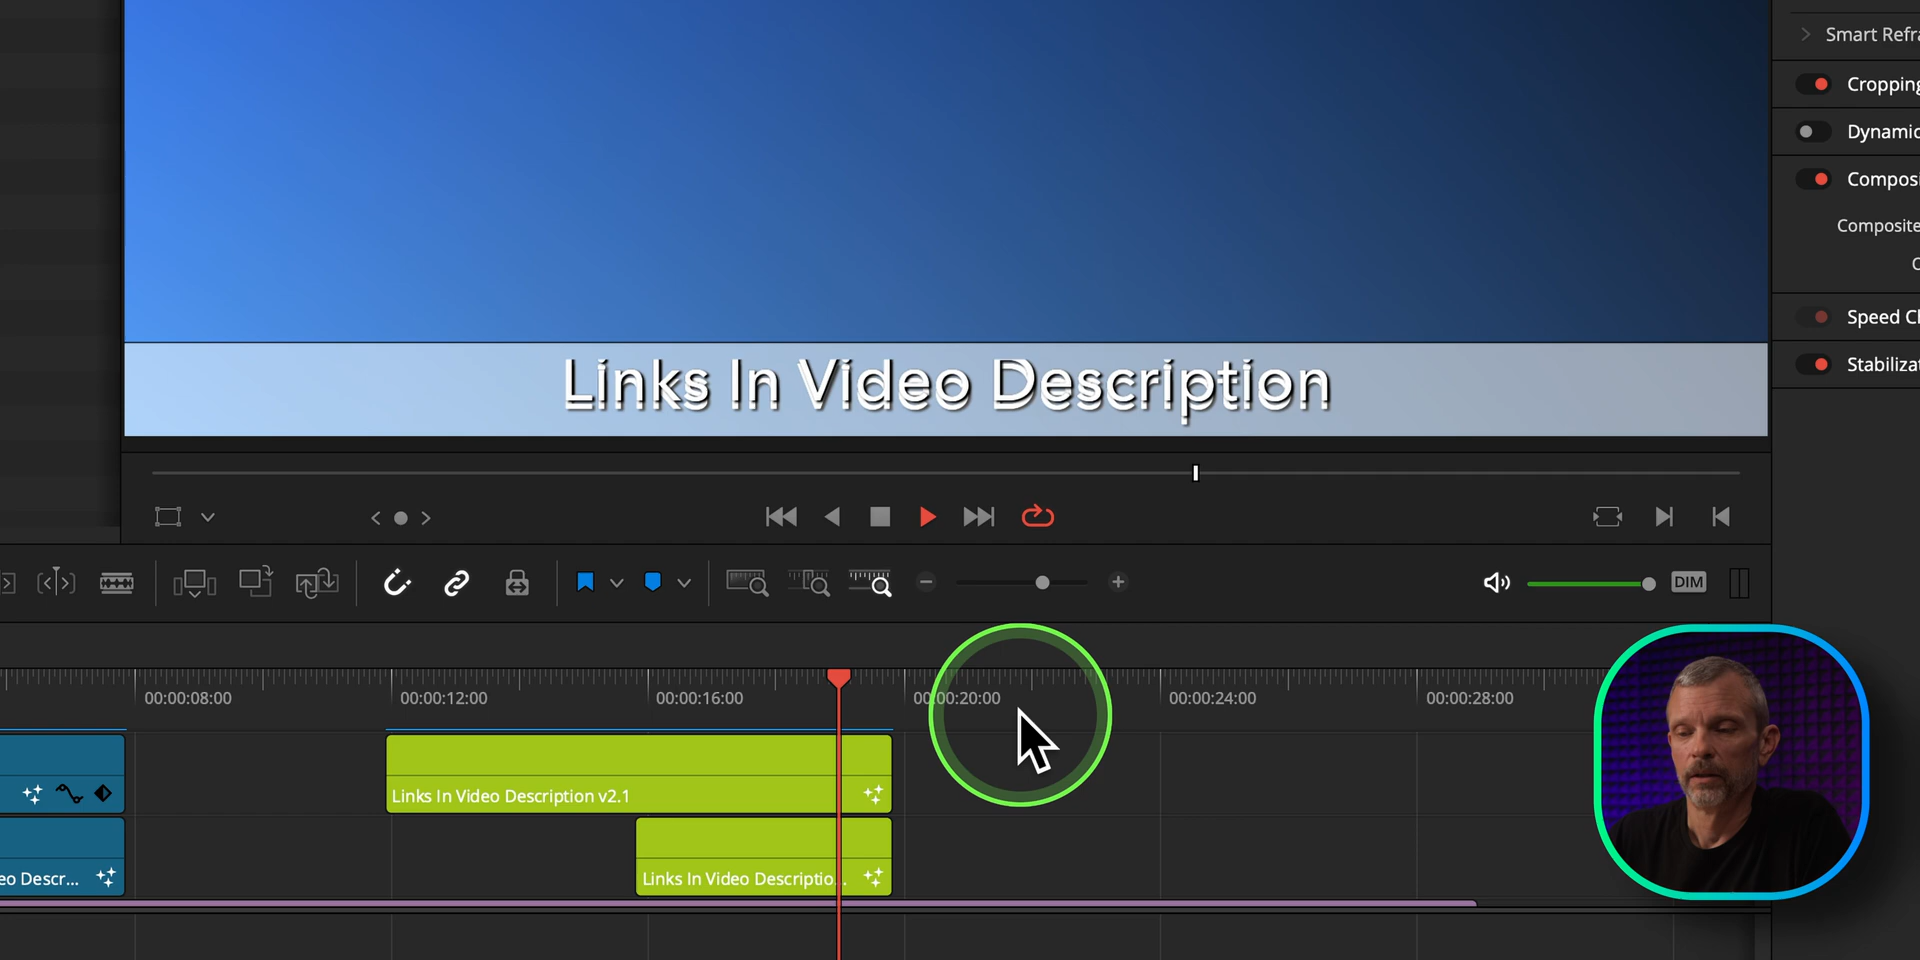 Smart Refra
Cropping
Dynamic
Composi
Composite
Links In Video Description
Speed Ch
Stabilizat
DIM
00:00:08:00
00:00:12:00
00:00:16:00
00:00:20:00
00:00:24:00
00:00:28:00
Links In Video Description v2.1
eo Descr...
Links In Video Descriptio...